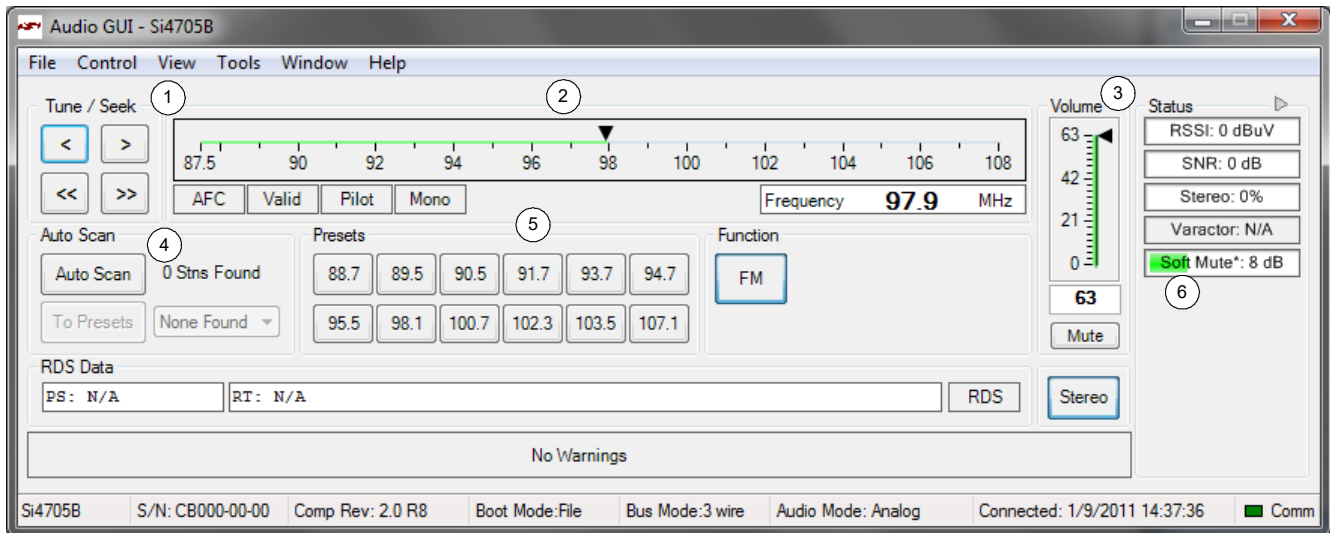 Audio GUI - Si4705B
File Control View Tools Window Help
Tune / Seek 1 2 Volume 3 Status
< >
<< >>
87.5 90 92 94 96 98 100 102 104 106 108
AFC Valid Pilot Mono Frequency 97.9 MHz
63
42
21
0
63
Mute
RSSI: 0 dBuV
SNR: 0 dB
Stereo: 0%
Varactor: N/A
Soft Mute*: 8 dB
6
Auto Scan 4
Auto Scan 0 Stns Found
To Presets None Found
Presets 5
88.7 89.5 90.5 91.7 93.7 94.7
95.5 98.1 100.7 102.3 103.5 107.1
Function
FM
RDS Data
PS: N/A RT: N/A RDS
Stereo
No Warnings
Si4705B S/N: CB000-00-00 Comp Rev: 2.0 R8 Boot Mode:File Bus Mode:3 wire Audio Mode: Analog Connected: 1/9/2011 14:37:36 Comm